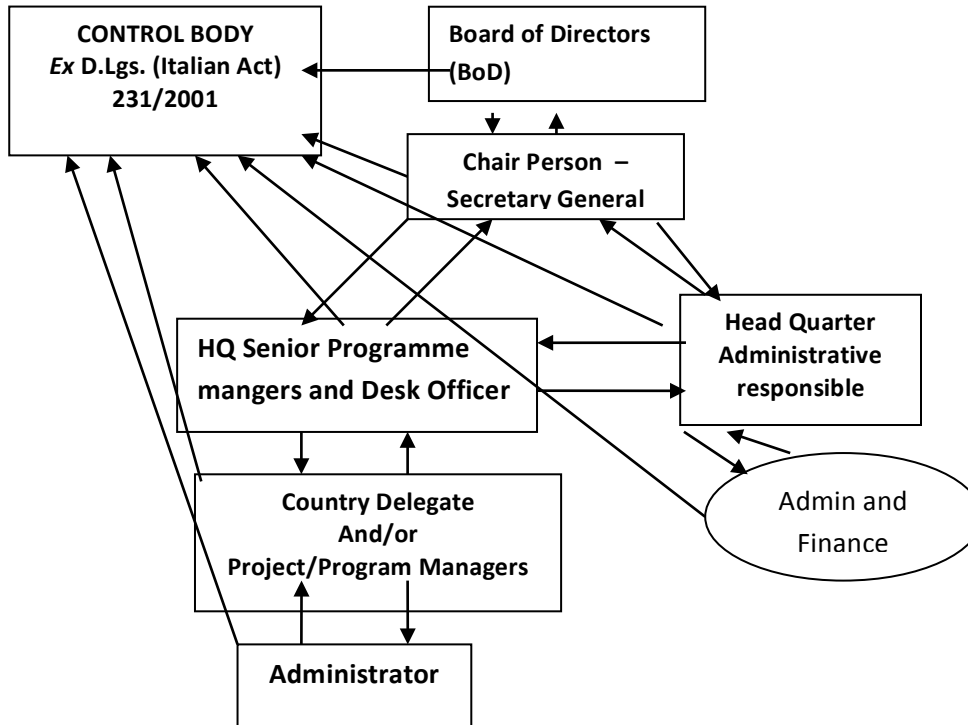 CONTROL BODY
Ex D.Lgs. (Italian Act)
231/2001
Board of Directors
(BoD)
Chair Person –
Secretary General
HQ Senior Programme
mangers and Desk Officer
Head Quarter
Administrative
responsible
Country Delegate
And/or
Project/Program Managers
Admin and
Finance
Administrator